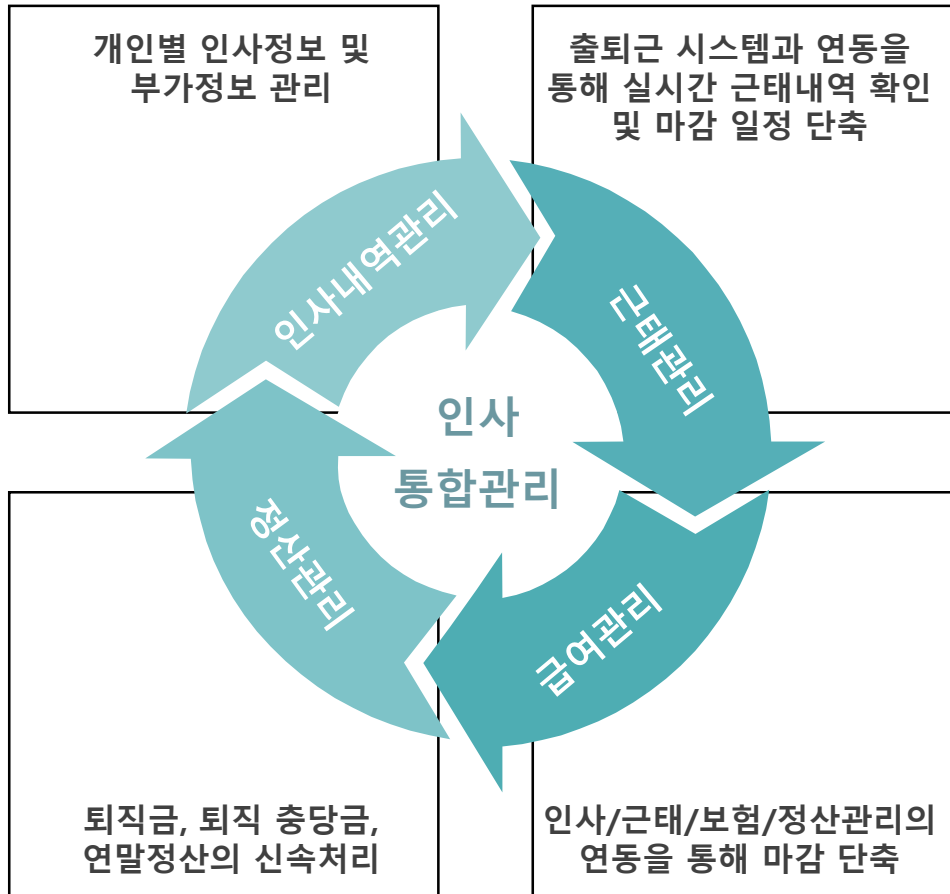 개인별 인사정보 및
부가정보 관리
출퇴근 시스템과 연동을
통해 실시간 근태내역 확인
및 마감 일정 단축
인사내역관리
근태관리
인사
통합관리
정산관리
급여관리
퇴직금, 퇴직 충당금,
연말정산의 신속처리
인사/근태/보험/정산관리의
연동을 통해 마감 단축